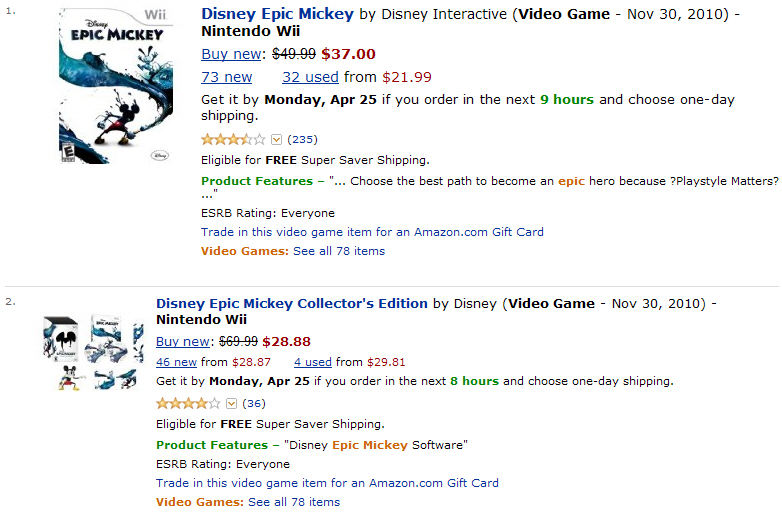 1.
Wii
Disney
EPIC MICKEY
E
Disney
Disney Epic Mickey by Disney Interactive (Video Game - Nov 30, 2010) -
Nintendo Wii
Buy new: $49.99 $37.00
73 new 32 used from $21.99
Get it by Monday, Apr 25 if you order in the next 9 hours and choose one-day
shipping.
(235)
Eligible for FREE Super Saver Shipping.
Product Features – "... Choose the best path to become an epic hero because ?Playstyle Matters?
..."
ESRB Rating: Everyone
Trade in this video game item for an Amazon.com Gift Card
Video Games: See all 78 items
2.
EPIC MICKEY
Disney Epic Mickey Collector's Edition by Disney (Video Game - Nov 30, 2010) -
Nintendo Wii
Buy new: $69.99 $28.88
46 new from $28.87 4 used from $29.81
Get it by Monday, Apr 25 if you order in the next 8 hours and choose one-day shipping.
(36)
Eligible for FREE Super Saver Shipping.
Product Features – "Disney Epic Mickey Software"
ESRB Rating: Everyone
Trade in this video game item for an Amazon.com Gift Card
Video Games: See all 78 items